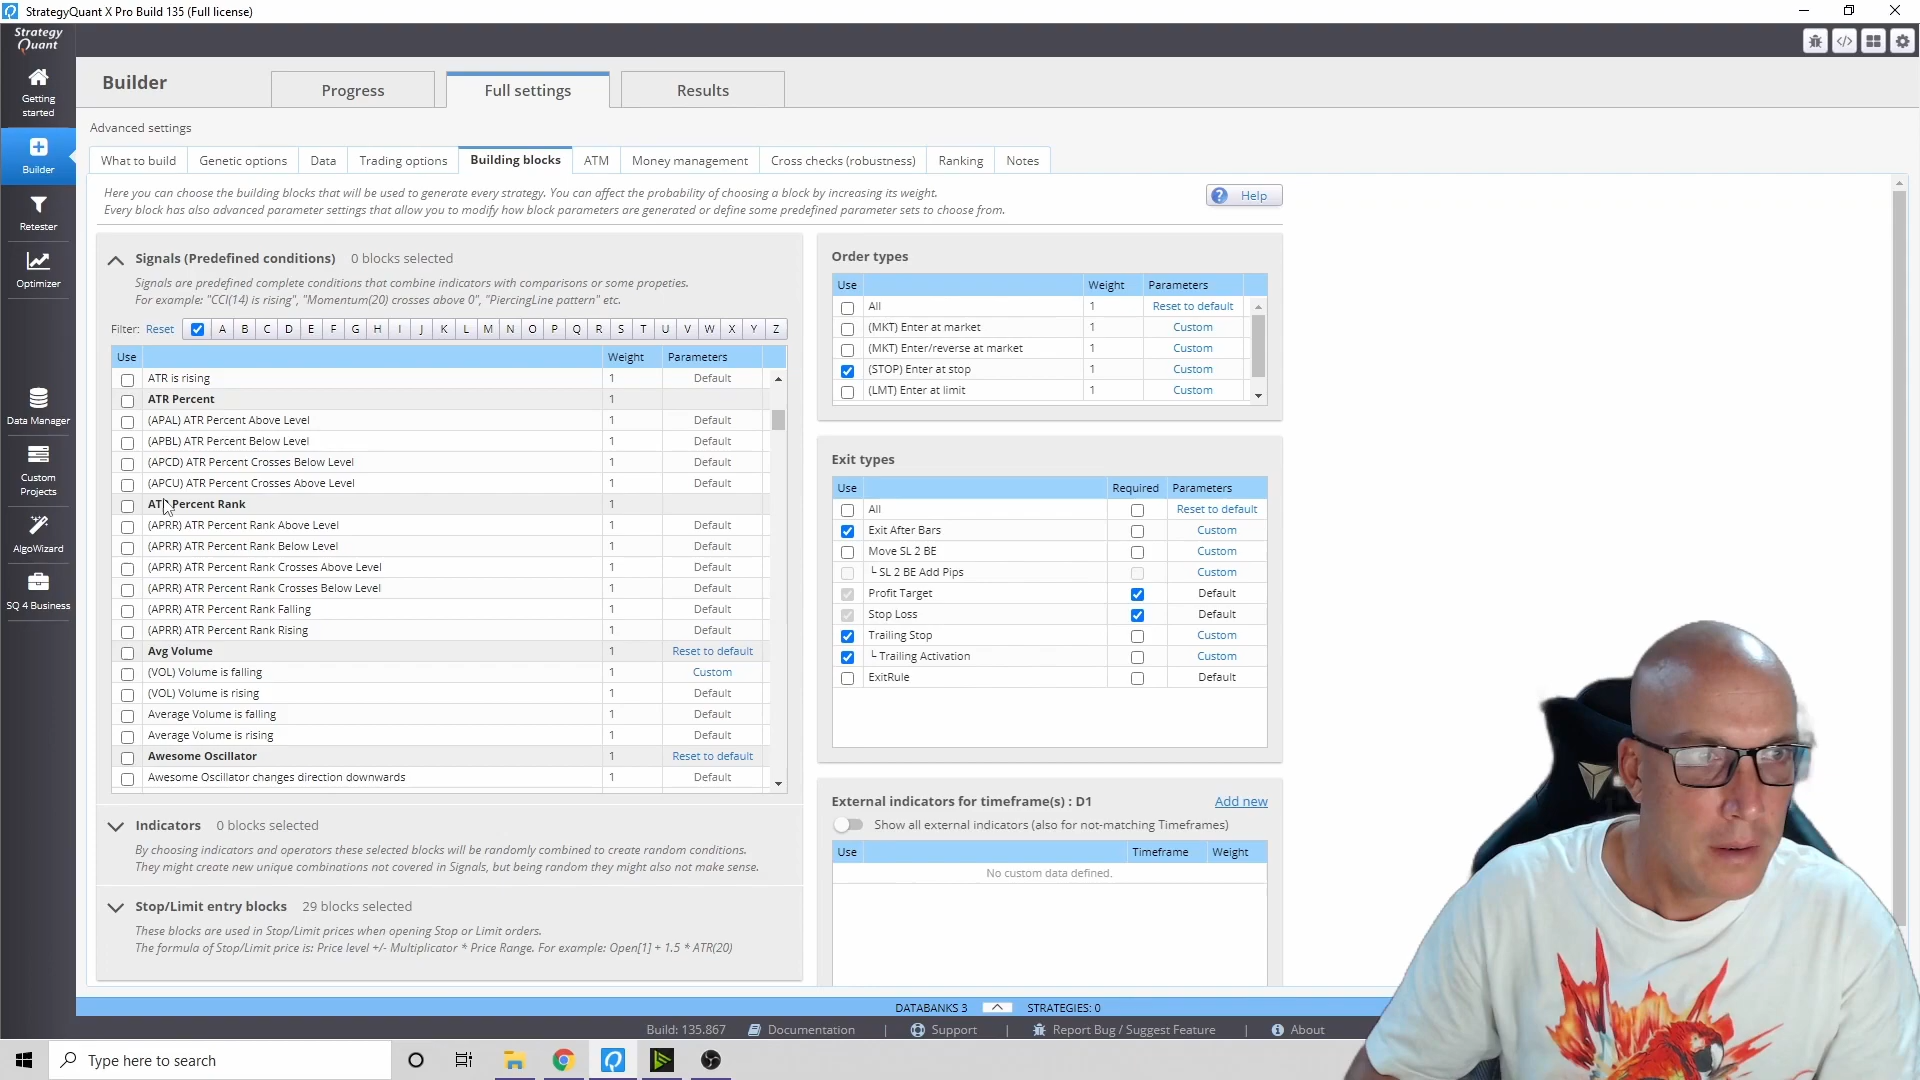 StrategyQuant X Pro Build 135 (Full license)
Strategy
Quant
Getting
started
Builder
Retester
Optimizer
Data Manager
Custom
Projects
AlgoWizard
SQ 4 Business
Builder
Progress
Full settings
Results
Advanced settings
What to build
Genetic options
Data
Trading options
Building blocks
ATM
Money management
Cross checks (robustness)
Ranking
Notes
Here you can choose the building blocks that will be used to generate every strategy. You can affect the probability of choosing a block by increasing its weight.
Every block has also advanced parameter settings that allow you to modify how block parameters are generated or define some predefined parameter sets to choose from.
? Help
Signals (Predefined conditions) 0 blocks selected
Signals are predefined complete conditions that combine indicators with comparisons or some propeties.
For example: "CCI(14) is rising", "Momentum(20) crosses above 0", "PiercingLine pattern" etc.
Filter: Reset A B C D E F G H I J K L M N O P Q R S T U V W X Y Z
Use Weight Parameters
ATR is rising 1 Default
ATR Percent 1
(APAL) ATR Percent Above Level 1 Default
(APBL) ATR Percent Below Level 1 Default
(APCD) ATR Percent Crosses Below Level 1 Default
(APCU) ATR Percent Crosses Above Level 1 Default
Percent Rank 1
(APRR) ATR Percent Rank Above Level 1 Default
(APRR) ATR Percent Rank Below Level 1 Default
(APRR) ATR Percent Rank Crosses Above Level 1 Default
(APRR) ATR Percent Rank Crosses Below Level 1 Default
(APRR) ATR Percent Rank Falling 1 Default
(APRR) ATR Percent Rank Rising 1 Default
Avg Volume 1 Reset to default
(VOL) Volume is falling 1 Custom
(VOL) Volume is rising 1 Default
Average Volume is falling 1 Default
Average Volume is rising 1 Default
Awesome Oscillator 1 Reset to default
Awesome Oscillator changes direction downwards 1 Default
Indicators 0 blocks selected
By choosing indicators and operators these selected blocks will be randomly combined to create random conditions.
They might create new unique combinations not covered in Signals, but being random they might also not make sense.
Stop/Limit entry blocks 29 blocks selected
These blocks are used in Stop/Limit prices when opening Stop or Limit orders.
The formula of Stop/Limit price is: Price level +/- Multiplicator * Price Range. For example: Open[1] + 1.5 * ATR(20)
Order types
Use Weight Parameters
All 1 Reset to default
(MKT) Enter at market 1 Custom
(MKT) Enter/reverse at market 1 Custom
(STOP) Enter at stop 1 Custom
(LMT) Enter at limit 1 Custom
Exit types
Use Required Parameters
All Reset to default
Exit After Bars Custom
Move SL 2 BE Custom
SL 2 BE Add Pips Custom
Profit Target Default
Stop Loss Default
Trailing Stop Custom
Trailing Activation Custom
ExitRule Default
External indicators for timeframe(s) : D1 Add new
Show all external indicators (also for not-matching Timeframes)
Use Timeframe Weight
No custom data defined.
DATABANKS 3 STRATEGIES: 0
Build: 135.867 Documentation | Support | Report Bug / Suggest Feature | About
Type here to search